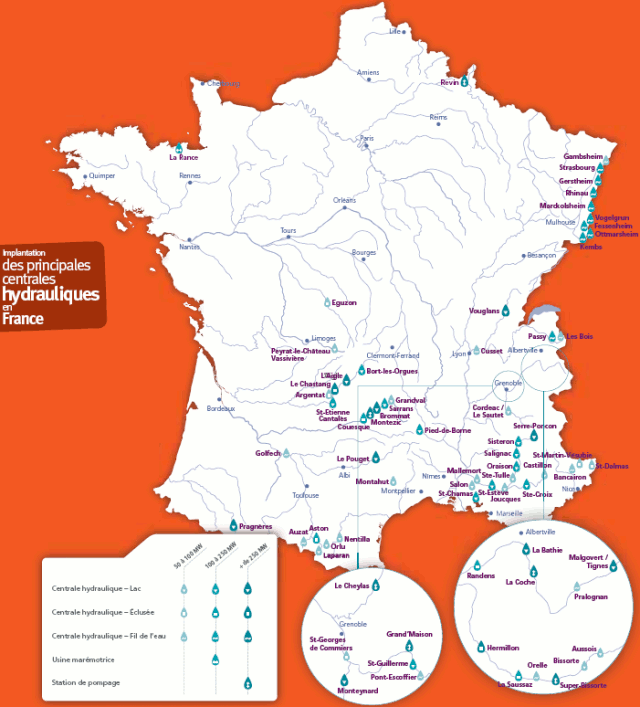 Implantation
des principales
centrales
hydrauliques
en
France
Lille
Amiens
Revin
Cherbourg
Reims
Paris
La Rance
Gambsheim
Strasbourg
Gerstheim
Rhinau
Marckolsheim
Quimper
Rennes
Mulhouse
Vogelgrun
Fessenheim
Ottmarsheim
Kembs
Orléans
Tours
Nantes
Bourges
Besançon
Eguzon
Vouglans
Passy
Les Bois
Limoges
Peyrat-le-Château
Vassivière
Clermont-Ferrand
Lyon
Cusset
Albertville
L'Aigle
Bort-les-Orgues
Le Chastang
Argentat
Grenoble
Bordeaux
St-Etienne
Cantalès
Grandval
Sarrans
Brommat
Couesque
Montezic
Cordeac /
Le Sautet
Pied-de-Borne
Serre-Poncon
Sisteron
Salignac
St-Martin-Vésubie
Golfech
Le Pouget
Oraison
Castillon
St-Dalmas
Albi
Mallemort
Ste-Tulle
Bancairon
Nîmes
Montahut
Salon
Nice
Toulouse
Montpellier
St-Chamas
St-Estève
Ste-Croix
Joucques
Marseille
Pragnères
Auzat
Aston
Nentilla
Orlu
Laparan
50 à 100 MW
100 à 250 MW
+ de 250 MW
Centrale hydraulique – Lac
Centrale hydraulique – Éclusée
Centrale hydraulique – Fil de l'eau
Usine marémotrice
Station de pompage
Le Cheylas
Grenoble
St-Georges
de Commiers
Grand'Maison
St-Guillerme
Pont-Escoffier
Monteynard
Albertville
La Bathie
Malgovert /
Tignes
Randens
La Coche
Pralognan
Hermillon
Aussois
Orelle
Bissorte
La Saussaz
Super-Bissorte